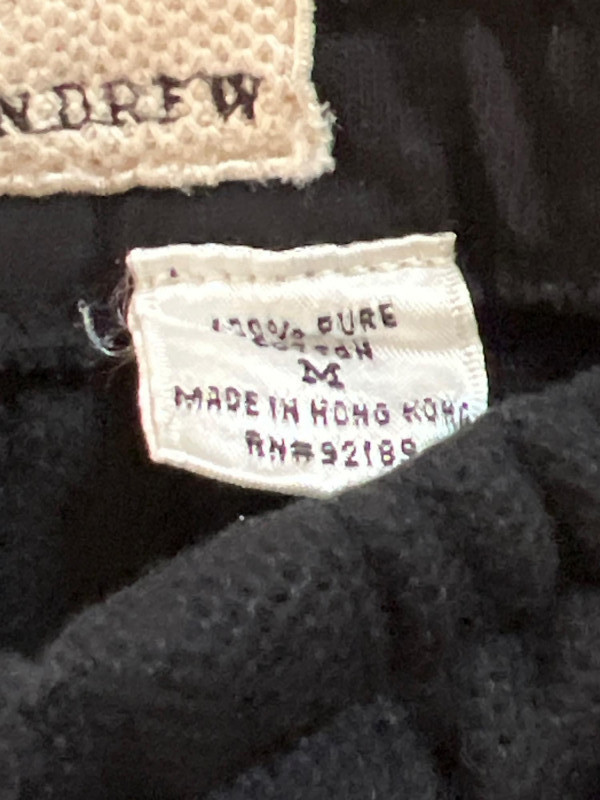 NDREW
100% PURE
COTTON
M
MADE IN HONG KONG
RN#92189